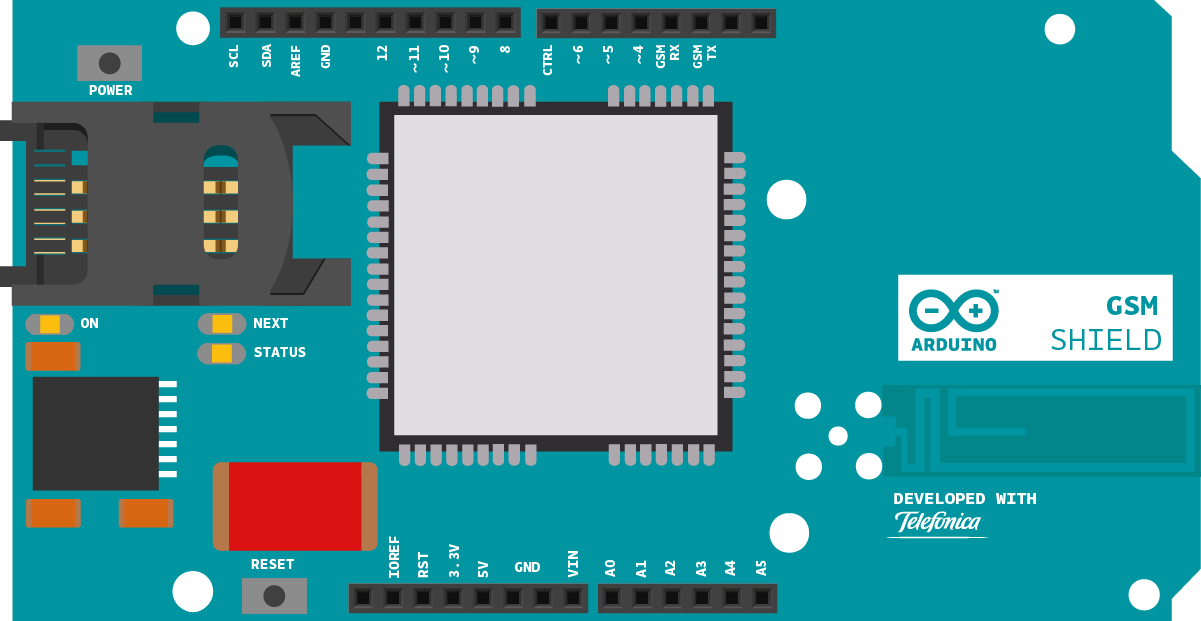 SCL SDA AREF GND 12 ~11 ~10 ~9 8 CTRL ~6 ~5 ~4 GSM RX GSM TX
POWER
ON
NEXT
STATUS
ARDUINO™
GSM
SHIELD
DEVELOPED WITH
Telefonica
RESET
IOREF RST 3.3V 5V GND VIN A0 A1 A2 A3 A4 A5